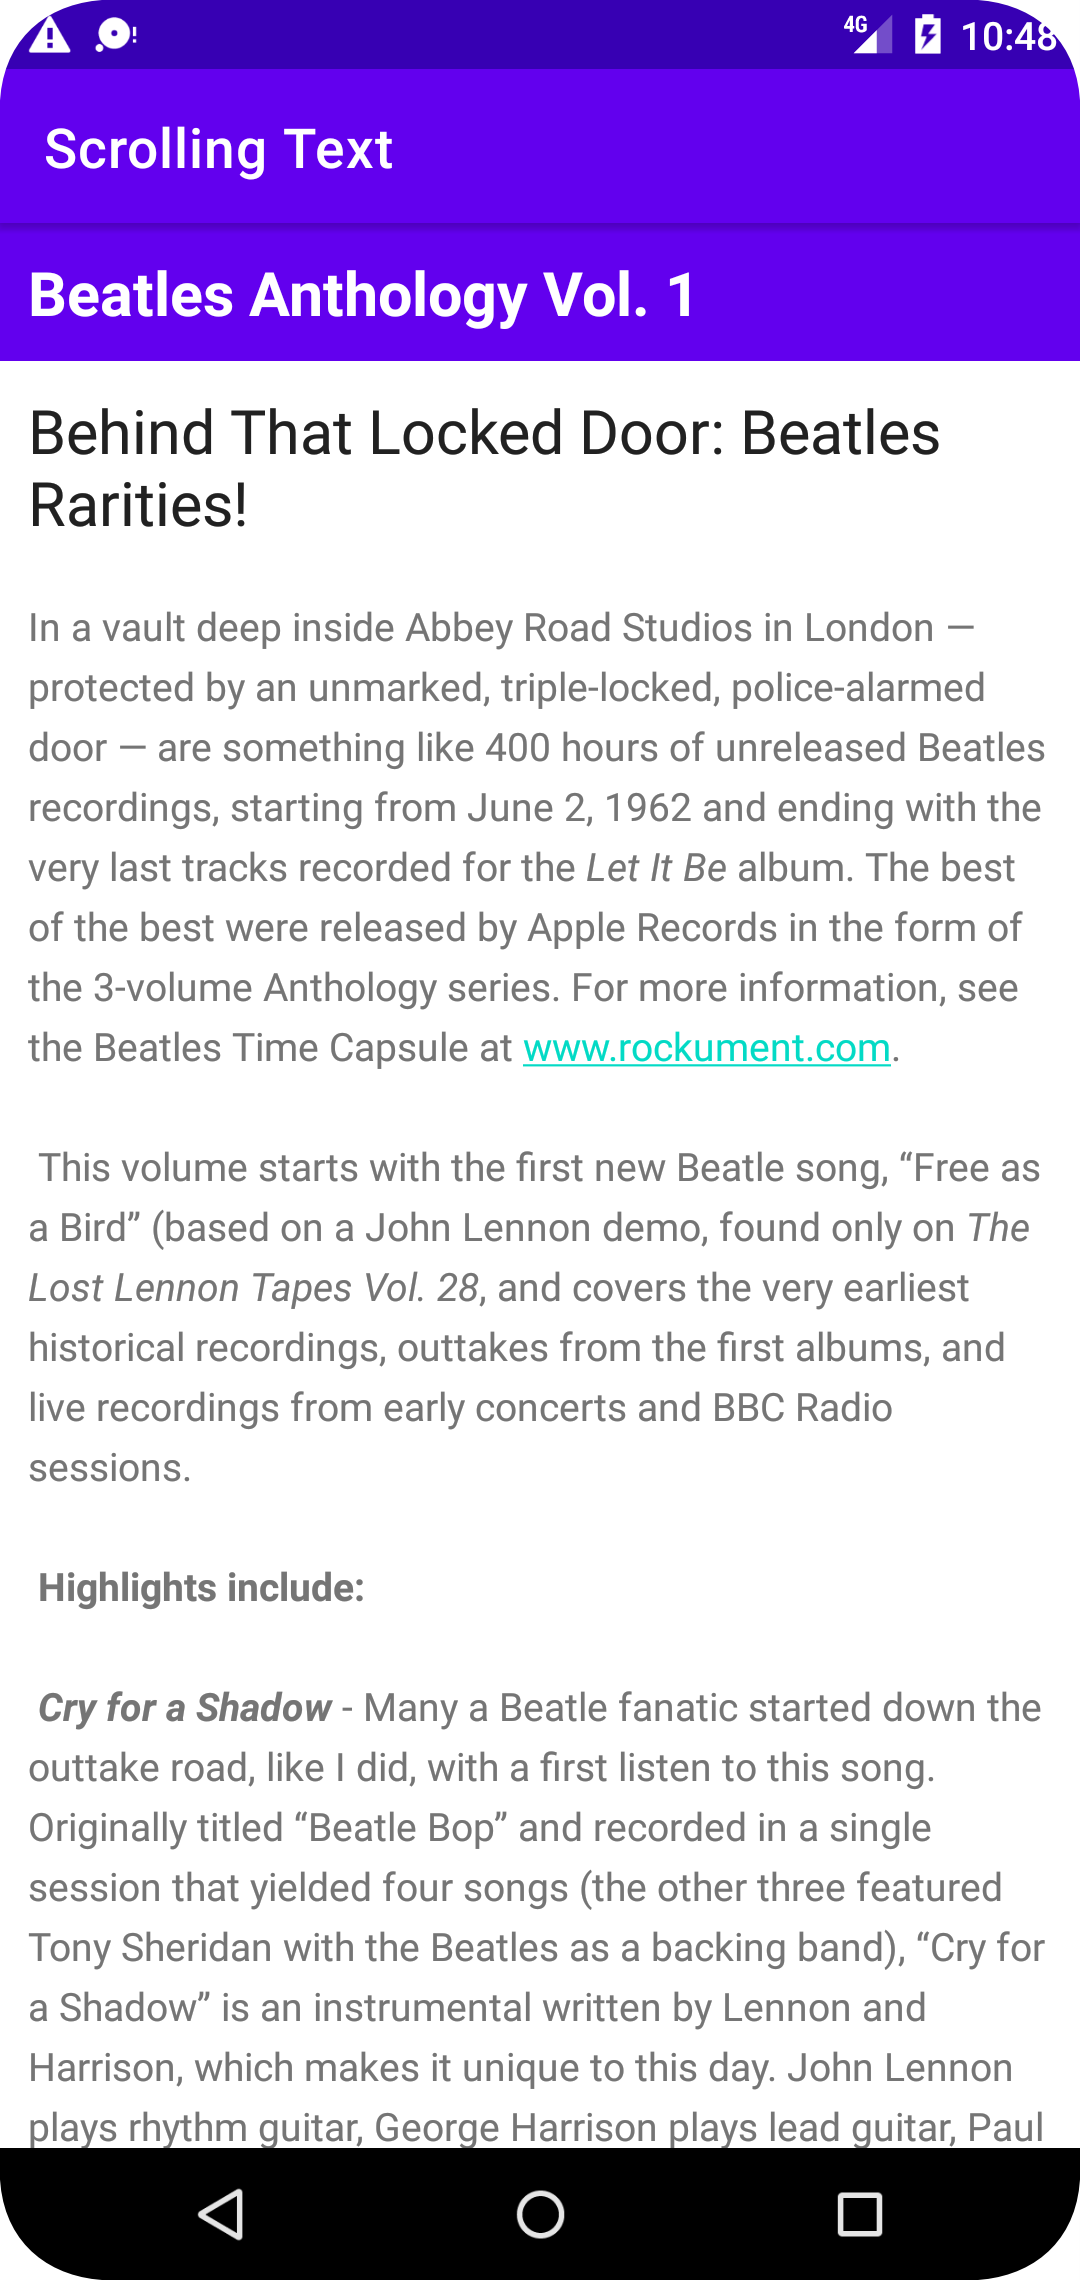 4G 10:48
Scrolling Text
Beatles Anthology Vol. 1
Behind That Locked Door: Beatles
Rarities!
In a vault deep inside Abbey Road Studios in London —
protected by an unmarked, triple-locked, police-alarmed
door — are something like 400 hours of unreleased Beatles
recordings, starting from June 2, 1962 and ending with the
very last tracks recorded for the Let It Be album. The best
of the best were released by Apple Records in the form of
the 3-volume Anthology series. For more information, see
the Beatles Time Capsule at www.rockument.com.
This volume starts with the first new Beatle song, “Free as
a Bird” (based on a John Lennon demo, found only on The
Lost Lennon Tapes Vol. 28, and covers the very earliest
historical recordings, outtakes from the first albums, and
live recordings from early concerts and BBC Radio
sessions.
Highlights include:
Cry for a Shadow - Many a Beatle fanatic started down the
outtake road, like I did, with a first listen to this song.
Originally titled “Beatle Bop” and recorded in a single
session that yielded four songs (the other three featured
Tony Sheridan with the Beatles as a backing band), “Cry for
a Shadow” is an instrumental written by Lennon and
Harrison, which makes it unique to this day. John Lennon
plays rhythm guitar, George Harrison plays lead guitar, Paul